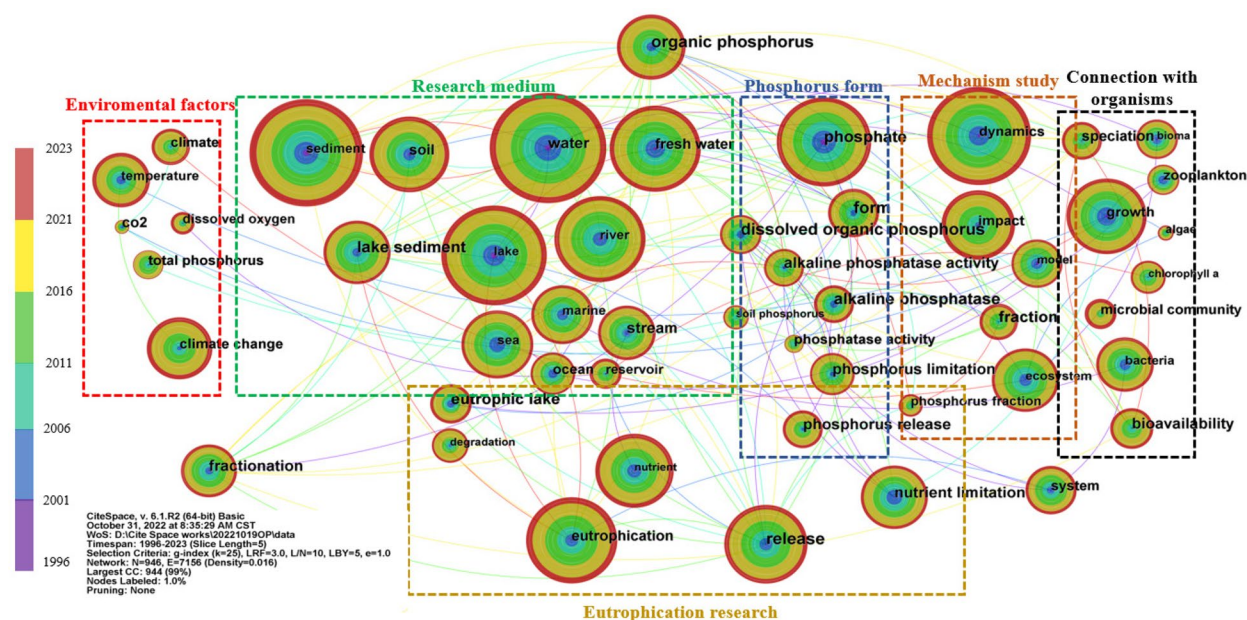 organic phosphorus
Research medium
Phosphorus form
Mechanism study
Connection with
organisms
Enviromental factors
2023
2021
2016
2011
2006
2001
1996
climate
temperature
co2
dissolved oxygen
total phosphorus
climate change
sediment
soil
water
fresh water
lake sediment
lake
river
marine
stream
sea
ocean
reservoir
phosphate
form
dissolved organic phosphorus
alkaline phosphatase activity
alkaline phosphatase
soil phosphorus
phosphatase activity
phosphorus limitation
phosphorus release
dynamics
impact
model
fraction
ecosystem
phosphorus fraction
speciation
bioma
zooplankton
growth
algae
chlorophyll a
microbial community
bacteria
bioavailability
eutrophic lake
degradation
nutrient
eutrophication
release
nutrient limitation
system
fractionation
CiteSpace, v. 6.1.R2 (64-bit) Basic
October 31, 2022 at 8:35:29 AM CST
WoS: D:\Cite Space works\20221019OP\data
Timespan: 1996-2023 (Slice Length=5)
Selection Criteria: g-index (k=25), LRF=3.0, L/N=10, LBY=5, e=1.0
Network: N=946, E=7156 (Density=0.016)
Largest CC: 944 (99%)
Nodes Labeled: 1.0%
Pruning: None
Eutrophication research